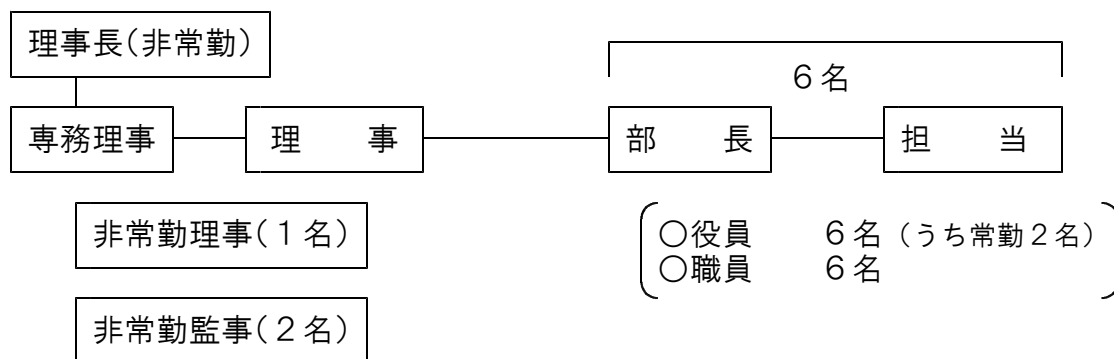 理事長（非常勤）
６名
専務理事
理　　事
部　　長
担　　当
非常勤理事（１名）
○役員　　６名（うち常勤２名）
○職員　　６名
非常勤監事（２名）